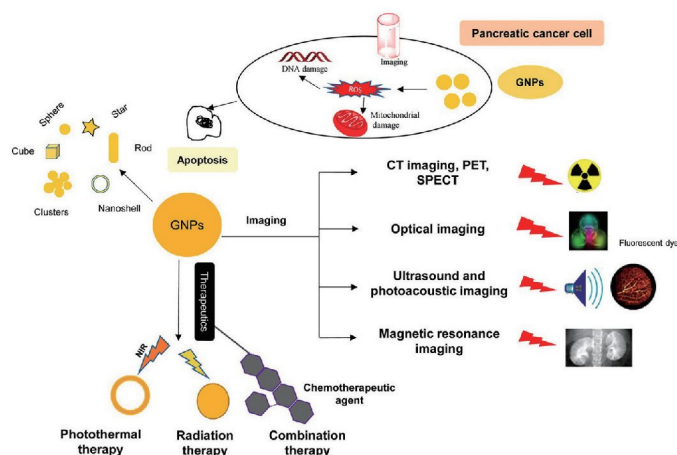 Pancreatic cancer cell
Imaging
DNA damage
ROS
GNPs
Mitochondrial
damage
Apoptosis
Sphere
Star
Cube
Rod
Clusters
Nanoshell
GNPs
Imaging
CT imaging, PET,
SPECT
Optical imaging
Fluorescent dye
Ultrasound and
photoacoustic imaging
Magnetic resonance
imaging
Therapeutics
NIR
Chemotherapeutic
agent
Photothermal
therapy
Radiation
therapy
Combination
therapy